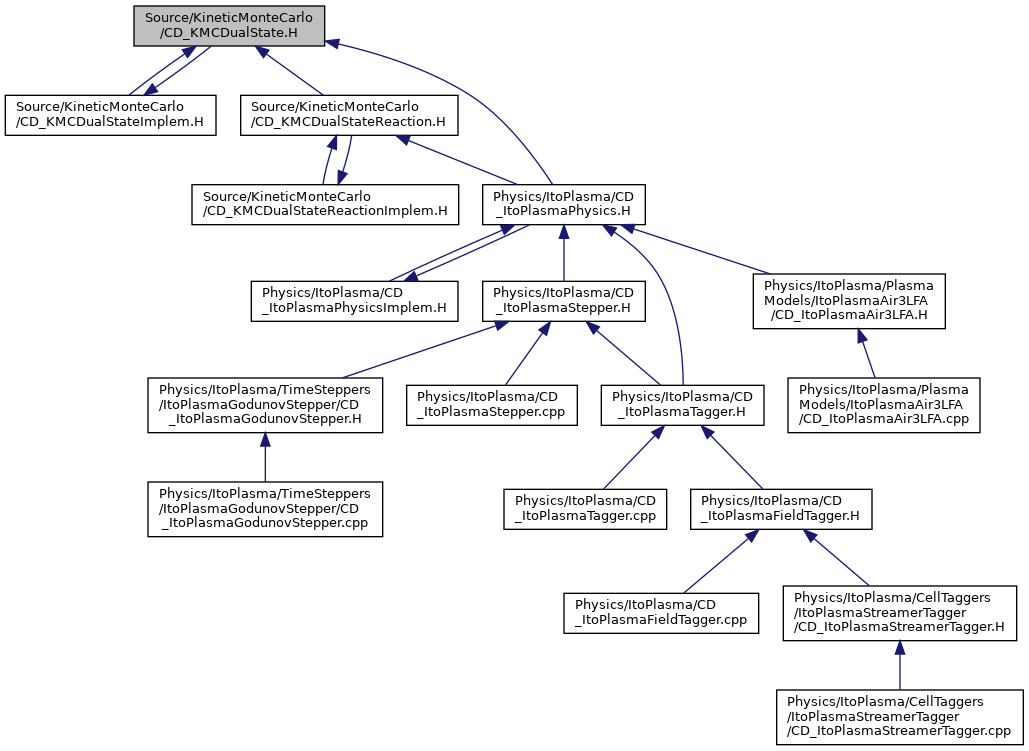 Source/KineticMonteCarlo
/CD_KMCDualState.H
Source/KineticMonteCarlo
/CD_KMCDualStateImplem.H
Source/KineticMonteCarlo
/CD_KMCDualStateReaction.H
Source/KineticMonteCarlo
/CD_KMCDualStateReactionImplem.H
Physics/ItoPlasma/CD
_ItoPlasmaPhysics.H
Physics/ItoPlasma/CD
_ItoPlasmaPhysicsImplem.H
Physics/ItoPlasma/CD
_ItoPlasmaStepper.H
Physics/ItoPlasma/Plasma
Models/ItoPlasmaAir3LFA
/CD_ItoPlasmaAir3LFA.H
Physics/ItoPlasma/TimeSteppers
/ItoPlasmaGodunovStepper/CD
_ItoPlasmaGodunovStepper.H
Physics/ItoPlasma/CD
_ItoPlasmaStepper.cpp
Physics/ItoPlasma/CD
_ItoPlasmaTagger.H
Physics/ItoPlasma/Plasma
Models/ItoPlasmaAir3LFA
/CD_ItoPlasmaAir3LFA.cpp
Physics/ItoPlasma/TimeSteppers
/ItoPlasmaGodunovStepper/CD
_ItoPlasmaGodunovStepper.cpp
Physics/ItoPlasma/CD
_ItoPlasmaTagger.cpp
Physics/ItoPlasma/CD
_ItoPlasmaFieldTagger.H
Physics/ItoPlasma/CD
_ItoPlasmaFieldTagger.cpp
Physics/ItoPlasma/CellTaggers
/ItoPlasmaStreamerTagger
/CD_ItoPlasmaStreamerTagger.H
Physics/ItoPlasma/CellTaggers
/ItoPlasmaStreamerTagger
/CD_ItoPlasmaStreamerTagger.cpp